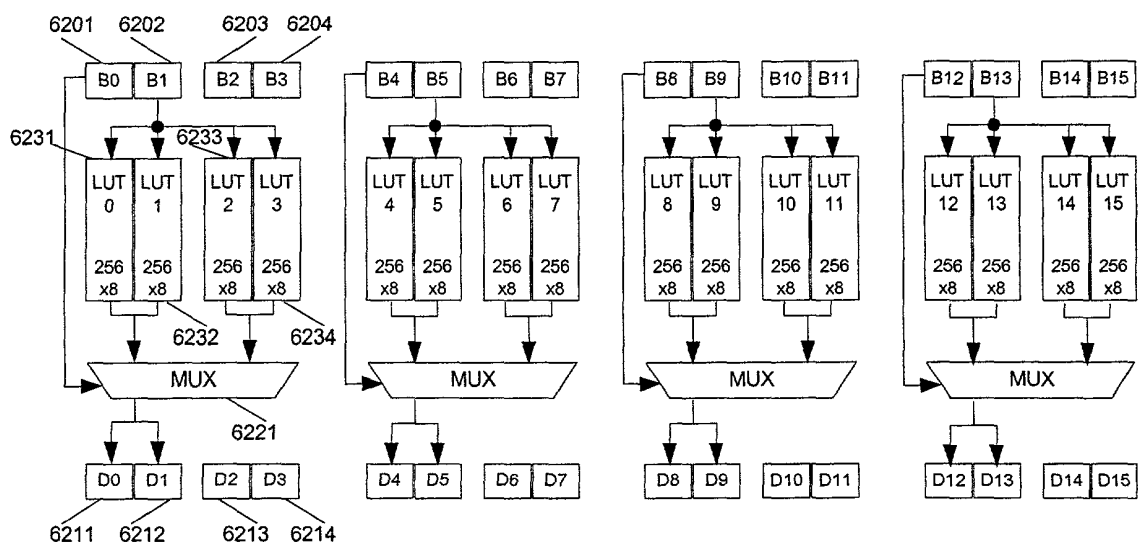 6201 6202 6203 6204
B0 B1 B2 B3 B4 B5 B6 B7 B8 B9 B10 B11 B12 B13 B14 B15
6231 6233
LUT LUT LUT LUT LUT LUT LUT LUT LUT LUT LUT LUT LUT LUT LUT LUT
0 1 2 3 4 5 6 7 8 9 10 11 12 13 14 15
256 256 256 256 256 256 256 256 256 256 256 256 256 256 256 256
x8 x8 x8 x8 x8 x8 x8 x8 x8 x8 x8 x8 x8 x8 x8 x8
6232 6234
MUX MUX MUX MUX
6221
D0 D1 D2 D3 D4 D5 D6 D7 D8 D9 D10 D11 D12 D13 D14 D15
6211 6212 6213 6214